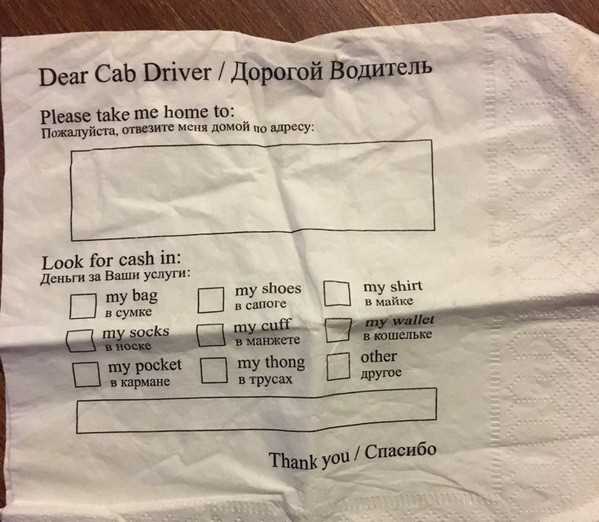 Dear Cab Driver / Дорогой Водитель
Please take me home to:
Пожалуйста, отвезите меня домой по адресу:
Look for cash in:
Деньги за Ваши услуги:
my bag my shoes my shirt
в сумке в сапоге в майке
my socks my cuff my wallet
в носке в манжете в кошельке
my pocket my thong other
в кармане в трусах другое
Thank you / Спасибо